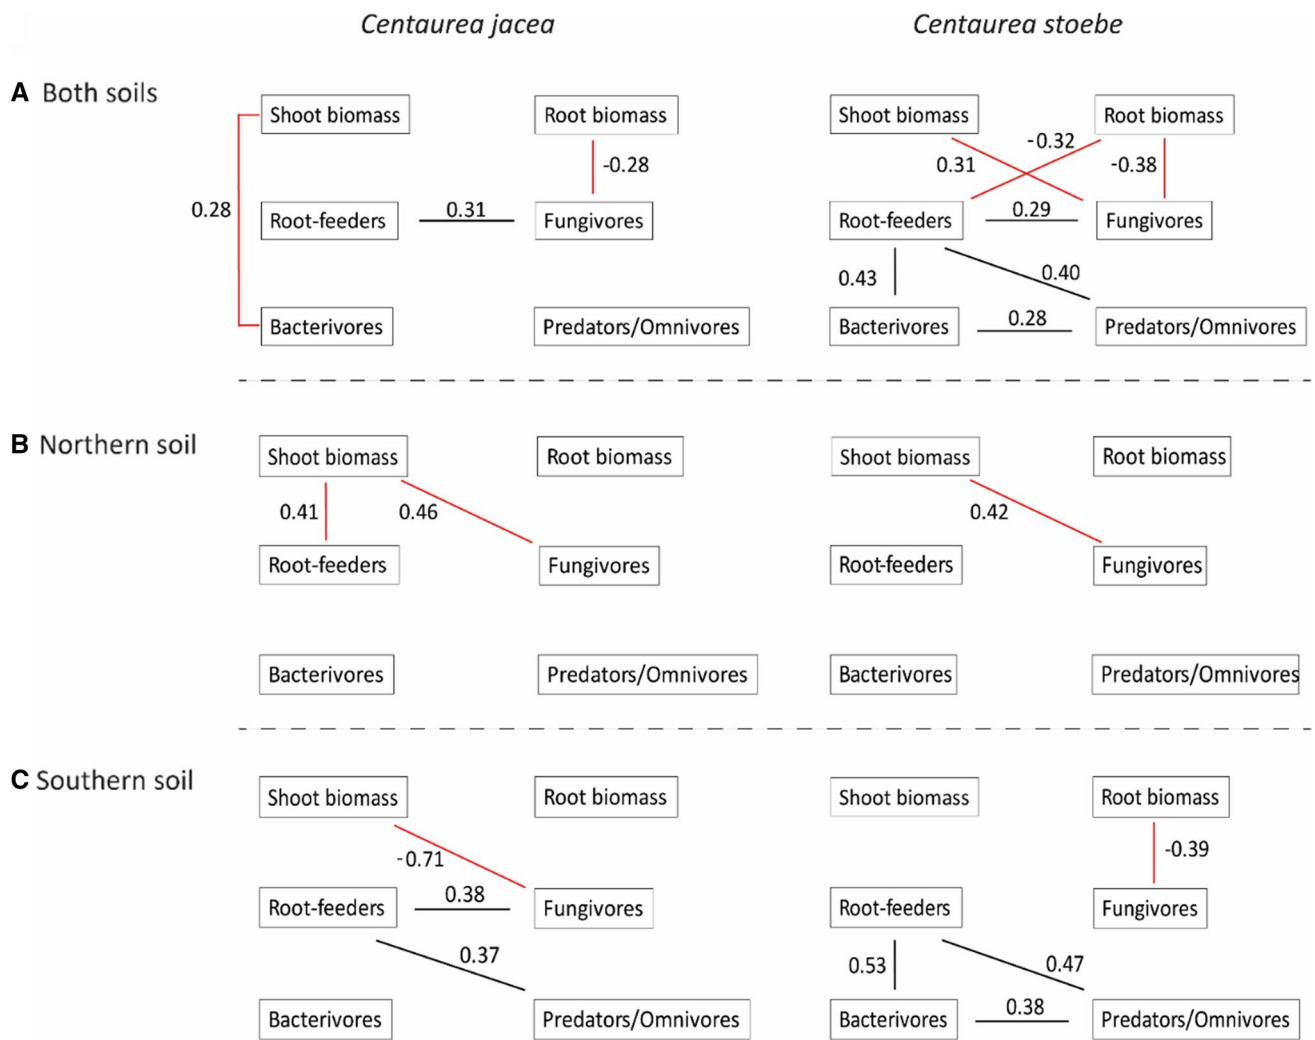 Centaurea jacea Centaurea stoebe
A Both soils
Shoot biomass Root biomass Shoot biomass Root biomass
-0.28 0.31 -0.32 -0.38
0.28 Root-feeders 0.31 Fungivores Root-feeders 0.29 Fungivores
0.43 0.40
Bacterivores Predators/Omnivores Bacterivores 0.28 Predators/Omnivores
B Northern soil
Shoot biomass Root biomass Shoot biomass Root biomass
0.41 0.46 0.42
Root-feeders Fungivores Root-feeders Fungivores
Bacterivores Predators/Omnivores Bacterivores Predators/Omnivores
C Southern soil
Shoot biomass Root biomass Shoot biomass Root biomass
-0.71 -0.39
Root-feeders 0.38 Fungivores Root-feeders Fungivores
0.37 0.53 0.47
Bacterivores Predators/Omnivores Bacterivores 0.38 Predators/Omnivores